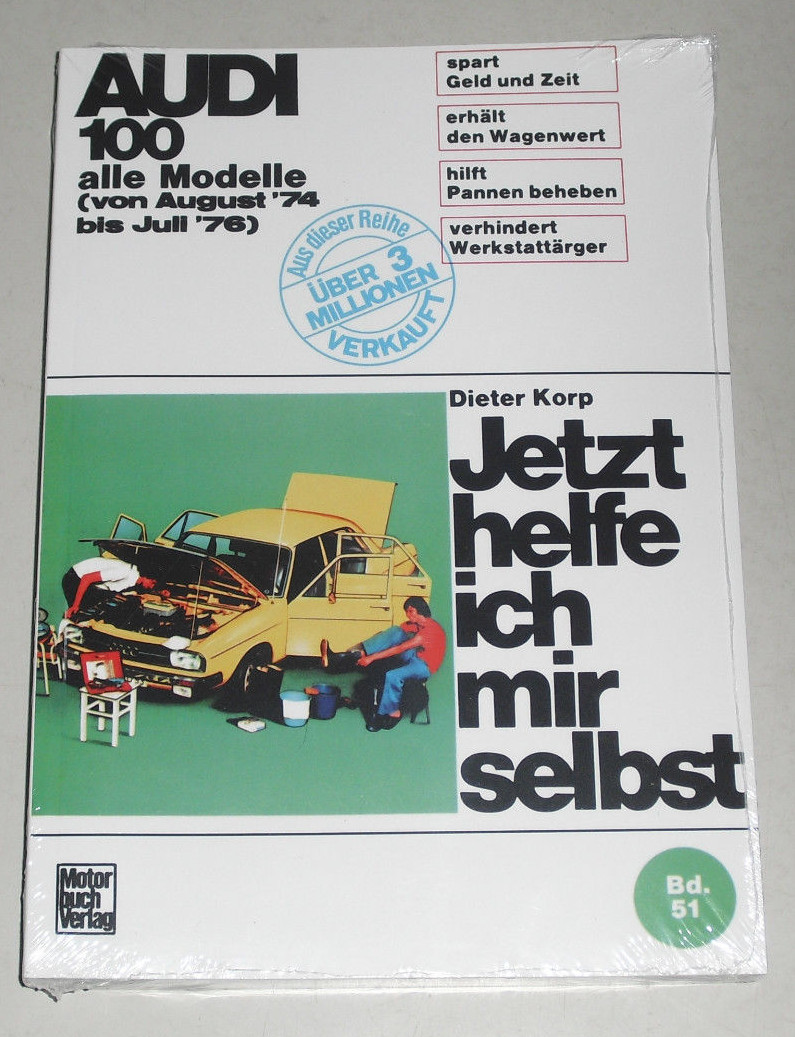 AUDI
100
alle Modelle
(von August '74
bis Juli '76)
spart
Geld und Zeit
erhält
den Wagenwert
hilft
Pannen beheben
verhindert
Werkstattärger
Aus dieser Reihe
ÜBER 3
MILLIONEN
VERKAUFT
Dieter Korp
Jetzt
helfe
ich
mir
selbst
Motor
buch
Verlag
Bd.
51